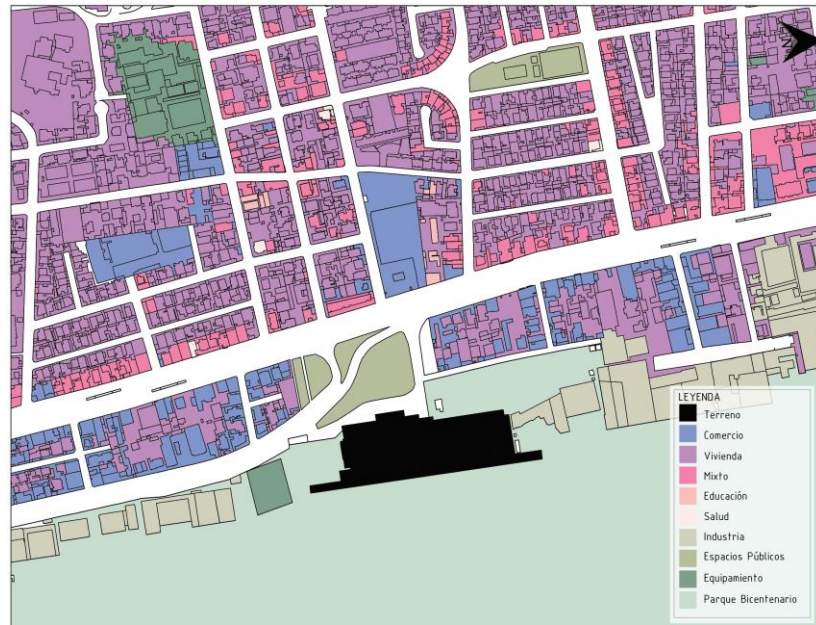 N
LEYENDA
Terreno
Comercio
Vivienda
Mixto
Educación
Salud
Industria
Espacios Públicos
Equipamiento
Parque Bicentenario